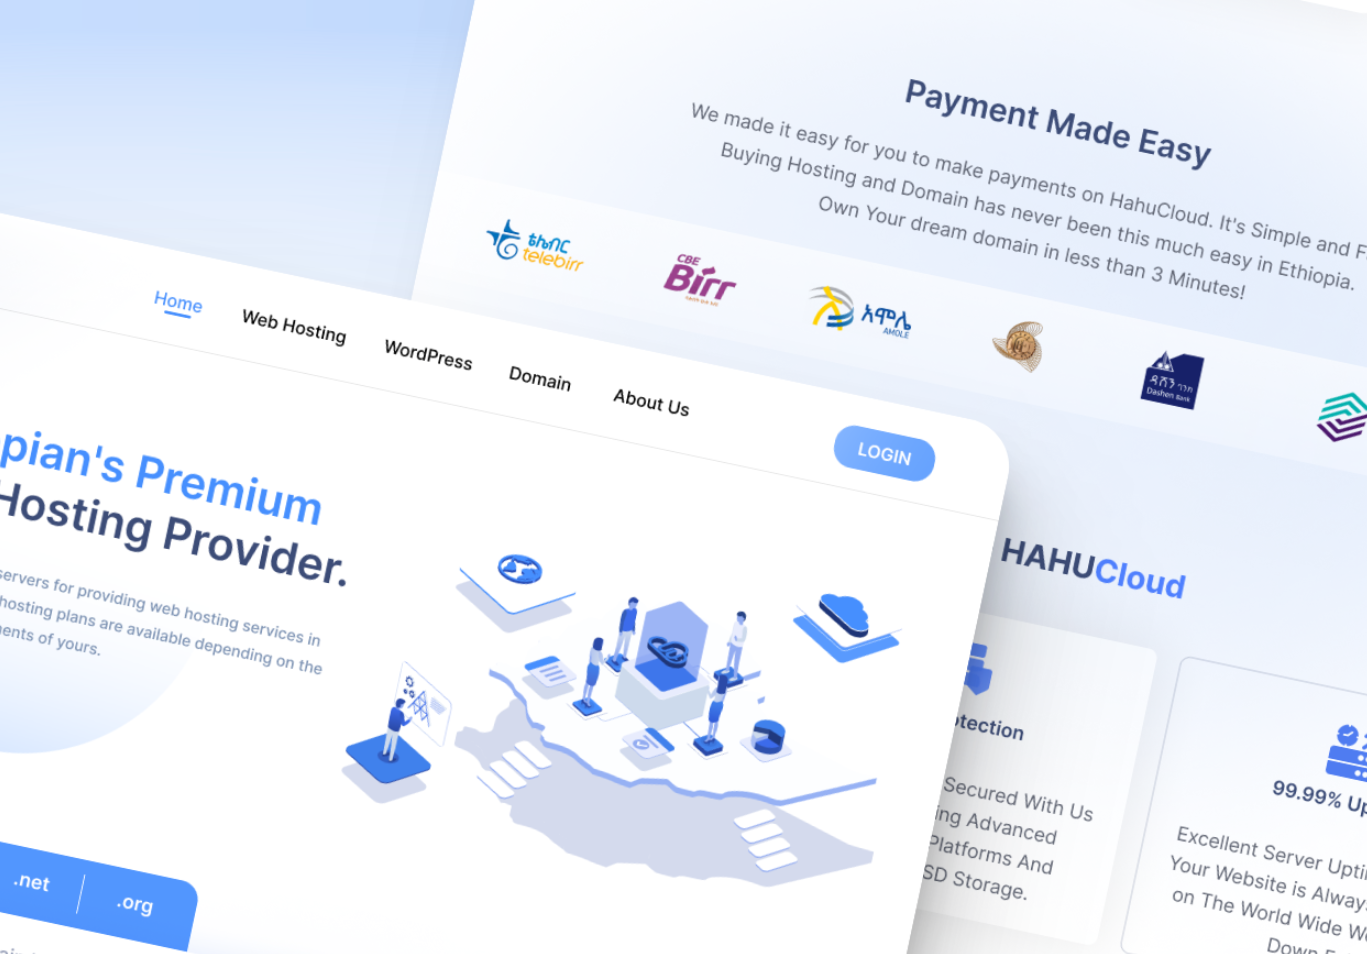 Payment Made Easy
We made it easy for you to make payments on HahuCloud. It's Simple and F
Buying Hosting and Domain has never been this much easy in Ethiopia.
Own Your dream domain in less than 3 Minutes!
ቴሌብር
telebirr
CBE
Birr
አሞሌ
AMOLE
ዳሽን ባንክ
Dashen Bank
Home
Web Hosting
WordPress
Domain
About Us
LOGIN
pian's Premium
Hosting Provider.
servers for providing web hosting services in
hosting plans are available depending on the
ments of yours.
.net
.org
HAHUCloud
otection
Secured With Us
ing Advanced
Platforms And
SD Storage.
99.99% Up
Excellent Server Upti
Your Website is Always
on The World Wide We
Down